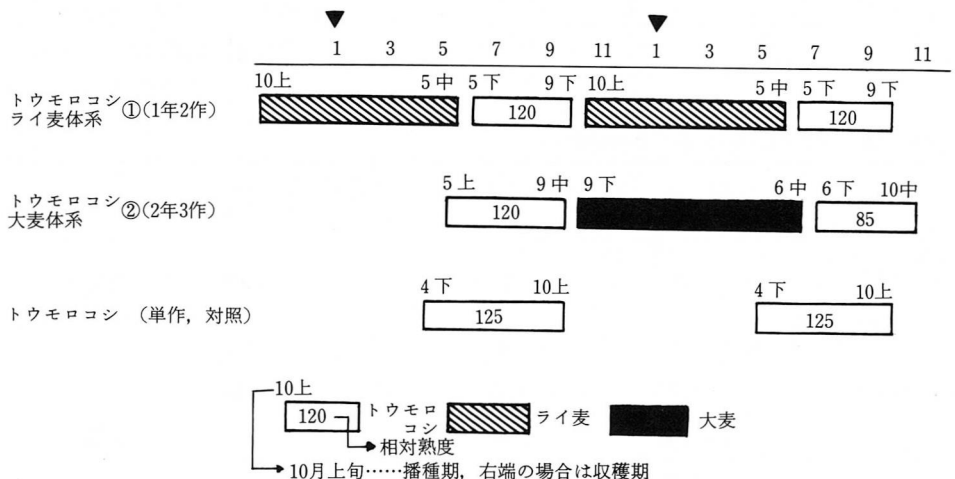 1 3 5 7 9 11 1 3 5 7 9 11
10上 5中 5下 9下 10上 5中 5下 9下
トウモロコシ
ライ麦体系 ①(1年2作)
120 120
5上 9中 9下 6中 6下 10中
トウモロコシ
大麦体系 ②(2年3作)
120 85
4下 10上 4下 10上
トウモロコシ (単作，対照)
125 125
10上
120 トウモロ
コシ ライ麦 大麦
相対熟度
10月上旬……播種期，右端の場合は収穫期